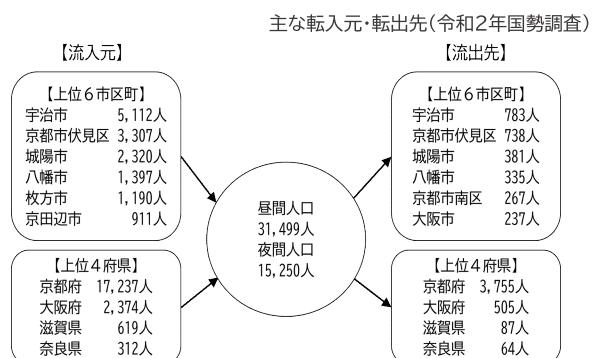 主な転入元・転出先（令和２年国勢調査）
【流入元】
【上位６市区町】
宇治市 5,112人
京都市伏見区 3,307人
城陽市 2,320人
八幡市 1,397人
枚方市 1,190人
京田辺市 911人
【上位４府県】
京都府 17,237人
大阪府 2,374人
滋賀県 619人
奈良県 312人
昼間人口
31,499人
夜間人口
15,250人
【流出先】
【上位６市区町】
宇治市 783人
京都市伏見区 738人
城陽市 381人
八幡市 335人
京都市南区 267人
大阪市 237人
【上位４府県】
京都府 3,755人
大阪府 505人
滋賀県 87人
奈良県 64人